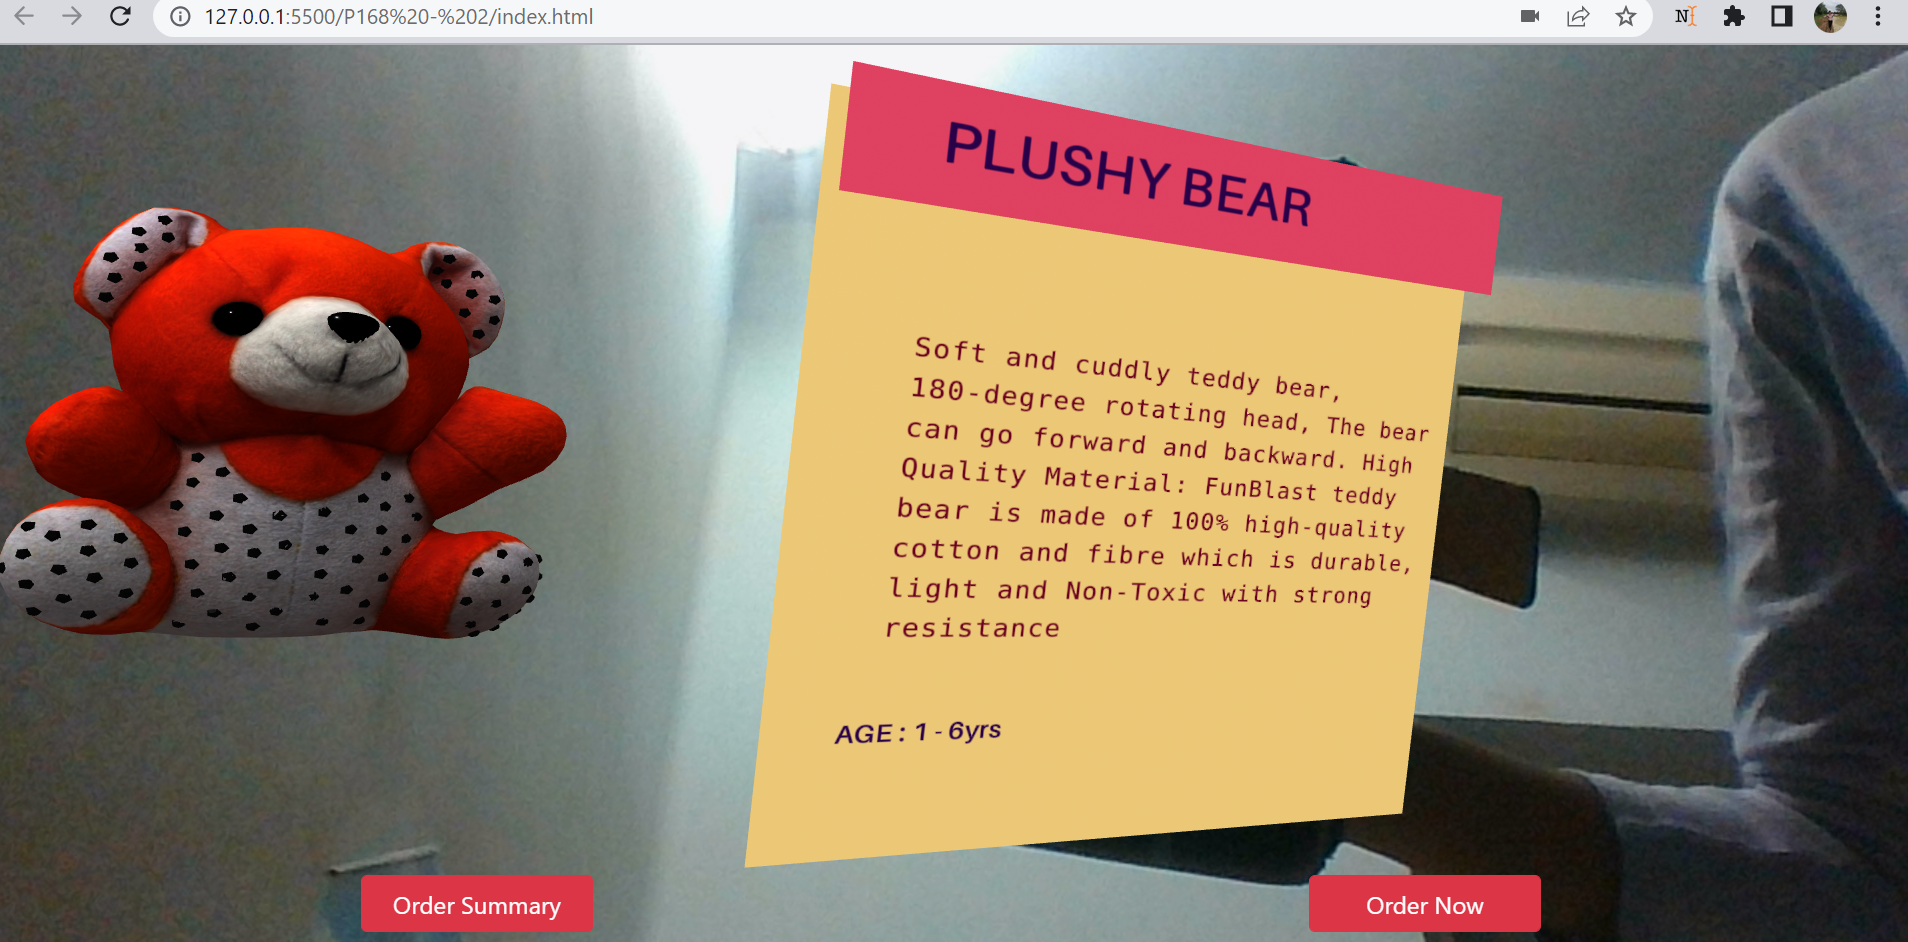 127.0.0.1:5500/P168%20-%202/index.html
PLUSHY BEAR
Soft and cuddly teddy bear,
180-degree rotating head, The bear
can go forward and backward. High
Quality Material: FunBlast teddy
bear is made of 100% high-quality
cotton and fibre which is durable,
light and Non-Toxic with strong
resistance
AGE : 1 - 6yrs
Order Summary
Order Now